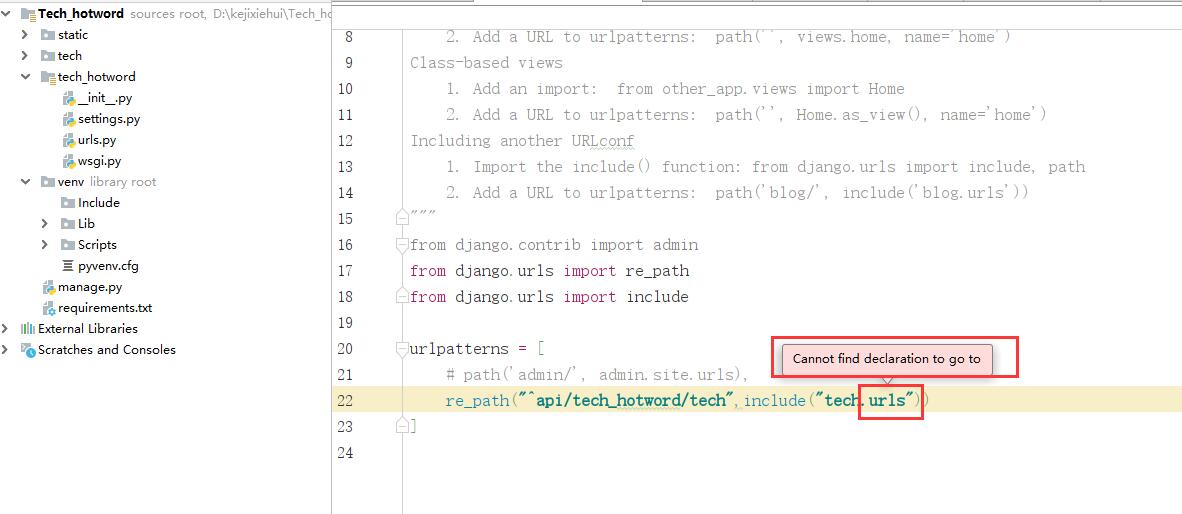 Tech_hotword sources root, D:\kejixiehui\Tech_ho
static
tech
tech_hotword
__init__.py
settings.py
urls.py
wsgi.py
venv library root
Include
Lib
Scripts
pyvenv.cfg
manage.py
requirements.txt
External Libraries
Scratches and Consoles
8 2. Add a URL to urlpatterns: path('', views.home, name='home')
9 Class-based views
10 1. Add an import: from other_app.views import Home
11 2. Add a URL to urlpatterns: path('', Home.as_view(), name='home')
12 Including another URLconf
13 1. Import the include() function: from django.urls import include, path
14 2. Add a URL to urlpatterns: path('blog/', include('blog.urls'))
15 """
16 from django.contrib import admin
17 from django.urls import re_path
18 from django.urls import include
19
20 urlpatterns = [
Cannot find declaration to go to
21 # path('admin/', admin.site.urls),
22 re_path("^api/tech_hotword/tech",include("tech.urls"))
23 ]
24